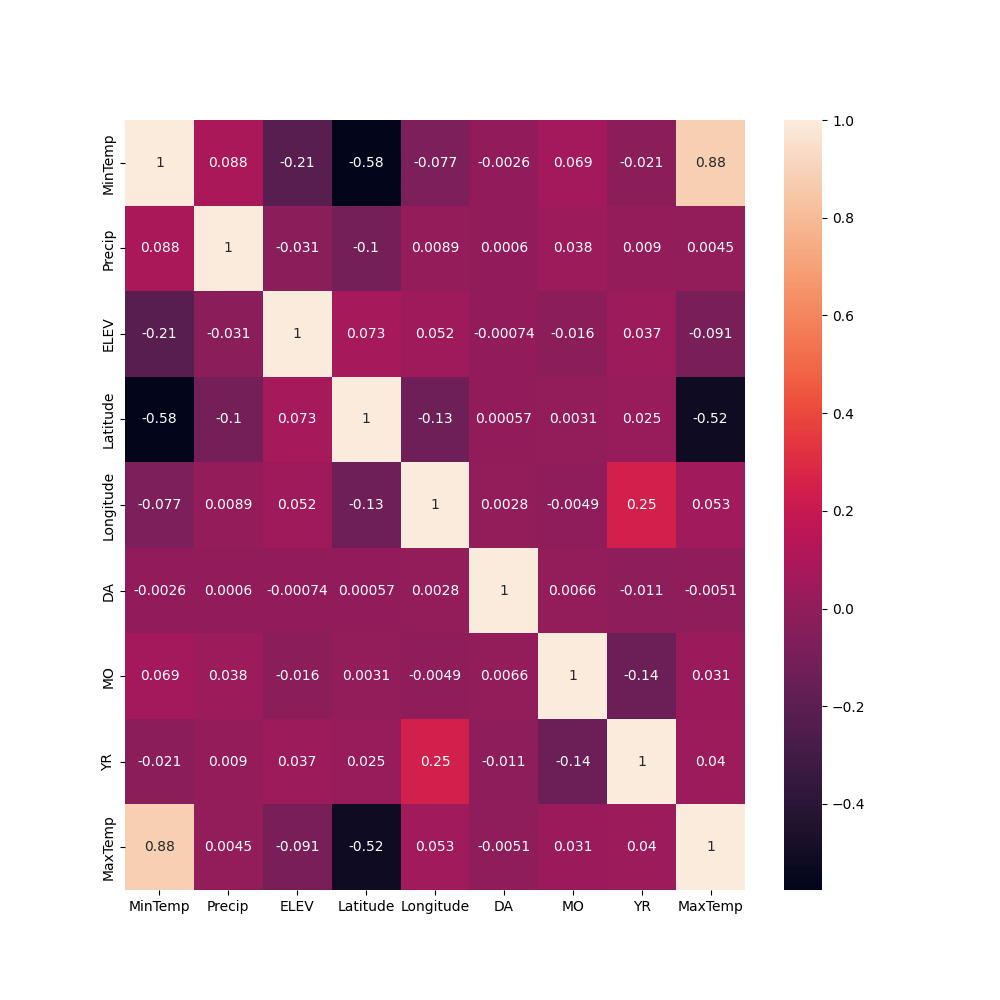 MinTemp 1 0.088 -0.21 -0.58 -0.077 -0.0026 0.069 -0.021 0.88
Precip 0.088 1 -0.031 -0.1 0.0089 0.0006 0.038 0.009 0.0045
ELEV -0.21 -0.031 1 0.073 0.052 -0.00074 -0.016 0.037 -0.091
Latitude -0.58 -0.1 0.073 1 -0.13 0.00057 0.0031 0.025 -0.52
Longitude -0.077 0.0089 0.052 -0.13 1 0.0028 -0.0049 0.25 0.053
DA -0.0026 0.0006 -0.00074 0.00057 0.0028 1 0.0066 -0.011 -0.0051
MO 0.069 0.038 -0.016 0.0031 -0.0049 0.0066 1 -0.14 0.031
YR -0.021 0.009 0.037 0.025 0.25 -0.011 -0.14 1 0.04
MaxTemp 0.88 0.0045 -0.091 -0.52 0.053 -0.0051 0.031 0.04 1
MinTemp Precip ELEV Latitude Longitude DA MO YR MaxTemp
1.0
0.8
0.6
0.4
0.2
0.0
−0.2
−0.4